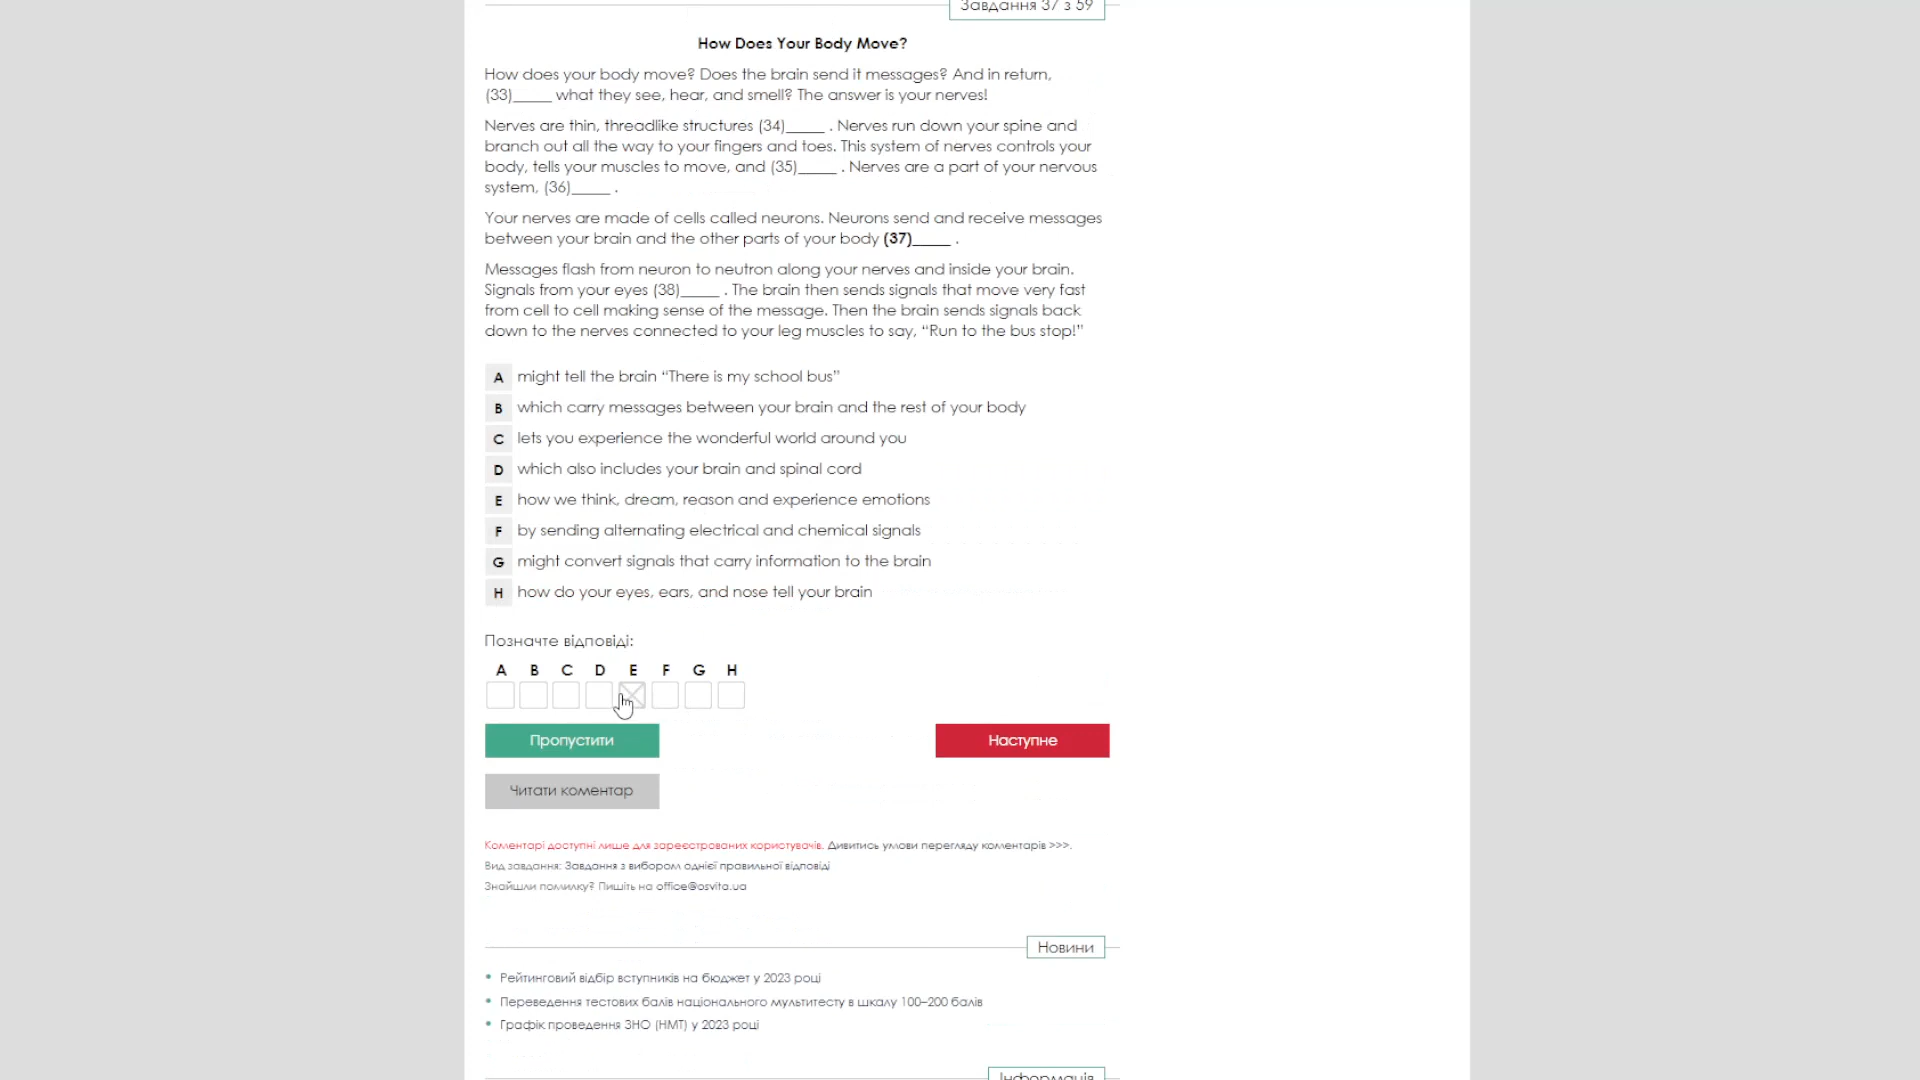 Завдання 37 з 59
How Does Your Body Move?
How does your body move? Does the brain send it messages? And in return,
(33)_____ what they see, hear, and smell? The answer is your nerves!
Nerves are thin, threadlike structures (34)_____ . Nerves run down your spine and
branch out all the way to your fingers and toes. This system of nerves controls your
body, tells your muscles to move, and (35)_____ . Nerves are a part of your nervous
system, (36)_____ .
Your nerves are made of cells called neurons. Neurons send and receive messages
between your brain and the other parts of your body (37)_____ .
Messages flash from neuron to neutron along your nerves and inside your brain.
Signals from your eyes (38)_____ . The brain then sends signals that move very fast
from cell to cell making sense of the message. Then the brain sends signals back
down to the nerves connected to your leg muscles to say, “Run to the bus stop!”
A might tell the brain “There is my school bus”
B which carry messages between your brain and the rest of your body
C lets you experience the wonderful world around you
D which also includes your brain and spinal cord
E how we think, dream, reason and experience emotions
F by sending alternating electrical and chemical signals
G might convert signals that carry information to the brain
H how do your eyes, ears, and nose tell your brain
Позначте відповіді:
A B C D E F G H
Пропустити Наступне
Читати коментар
Коментарі доступні лише для зареєстрованих користувачів. Дивитись умови перегляду коментарів >>>.
Вид завдання: Завдання з вибором однієї правильної відповіді
Знайшли помилку? Пишіть на office@osvita.ua
Новини
• Рейтинговий відбір вступників на бюджет у 2023 році
• Переведення тестових балів національного мультитесту в шкалу 100–200 балів
• Графік проведення ЗНО (НМТ) у 2023 році
Інформація